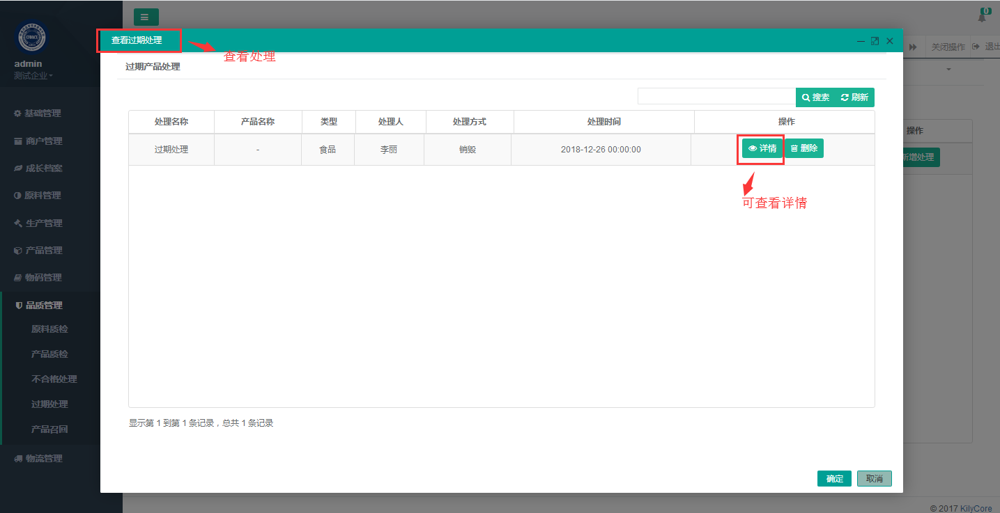 0
查看过期处理
查看处理
关闭操作
退出
admin
测试企业
过期产品处理
搜索
刷新
处理名称 产品名称 类型 处理人 处理方式 处理时间 操作
过期处理 - 食品 李丽 销毁 2018-12-26 00:00:00 详情 删除
可查看详情
操作
新增处理
基础管理
商户管理
成长档案
原料管理
生产管理
产品管理
物码管理
品质管理
原料质检
产品质检
不合格处理
过期处理
产品召回
物流管理
显示第 1 到第 1 条记录，总共 1 条记录
确定
取消
© 2017 KilyCore